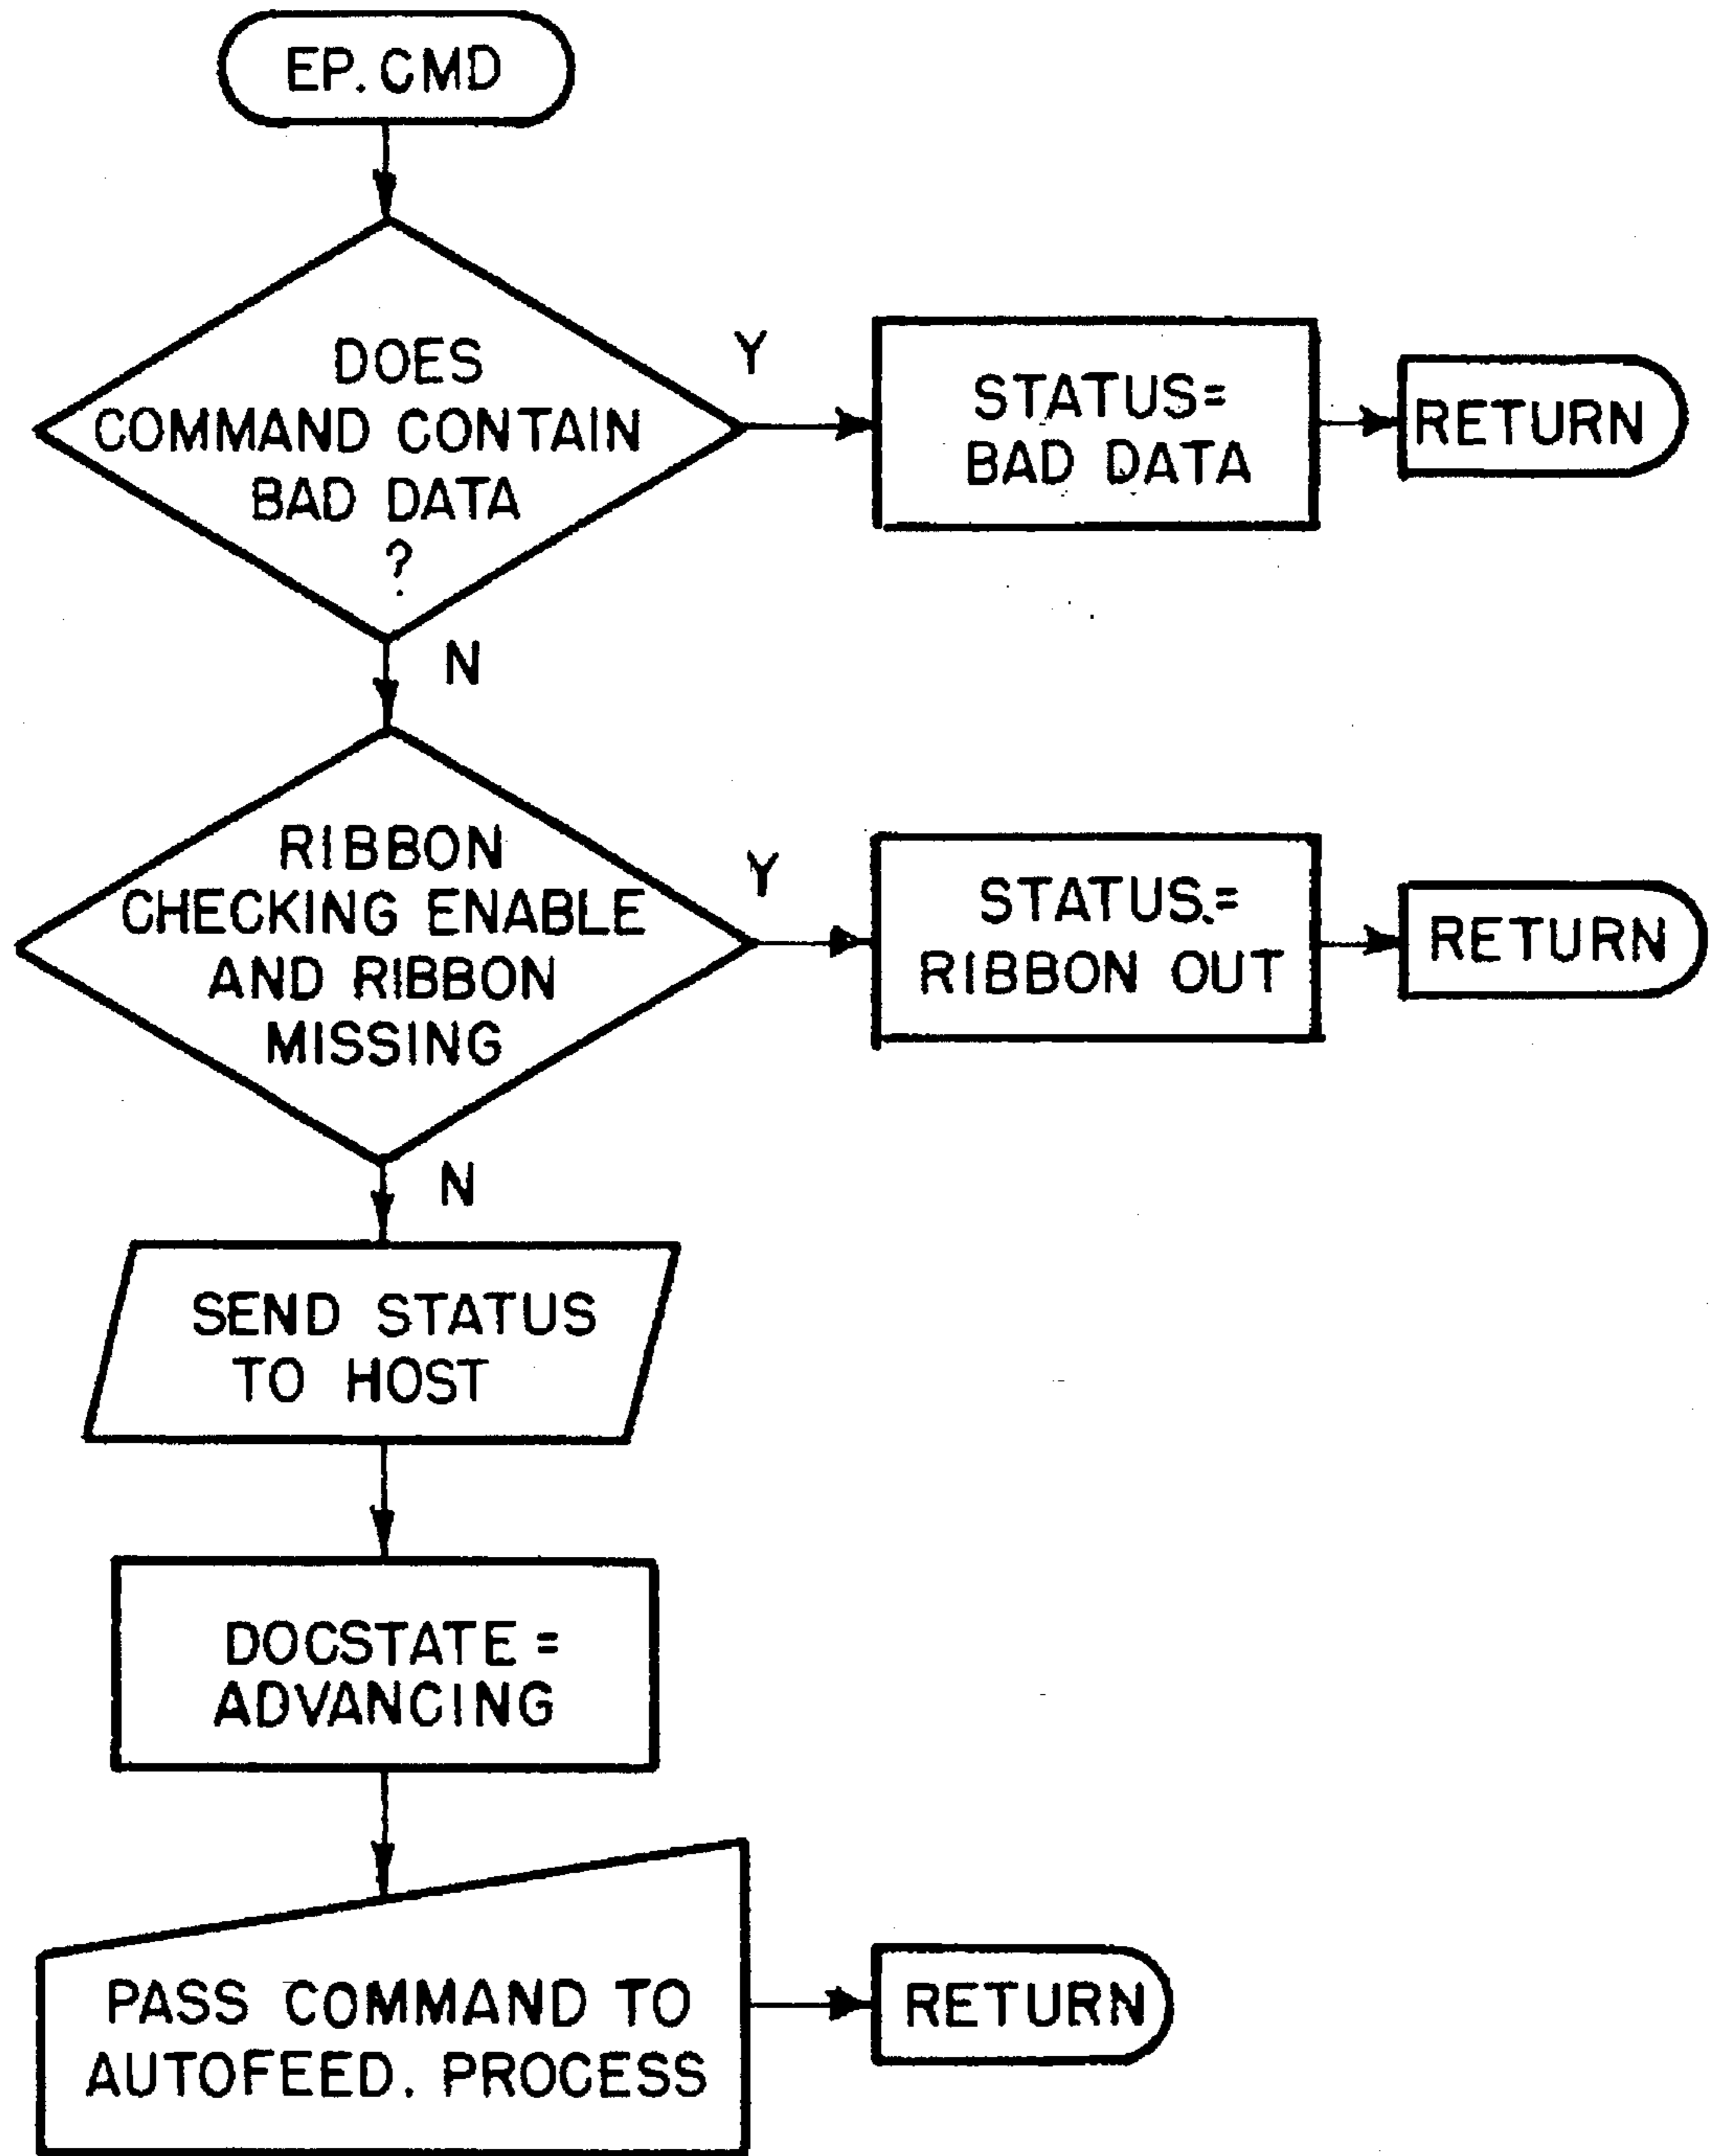 EP. CMD
DOES
COMMAND CONTAIN
BAD DATA
?
Y
STATUS=
BAD DATA
RETURN
N
RIBBON
CHECKING ENABLE
AND RIBBON
MISSING
Y
STATUS=
RIBBON OUT
RETURN
N
SEND STATUS
TO HOST
DOCSTATE =
ADVANCING
PASS COMMAND TO
AUTOFEED. PROCESS
RETURN